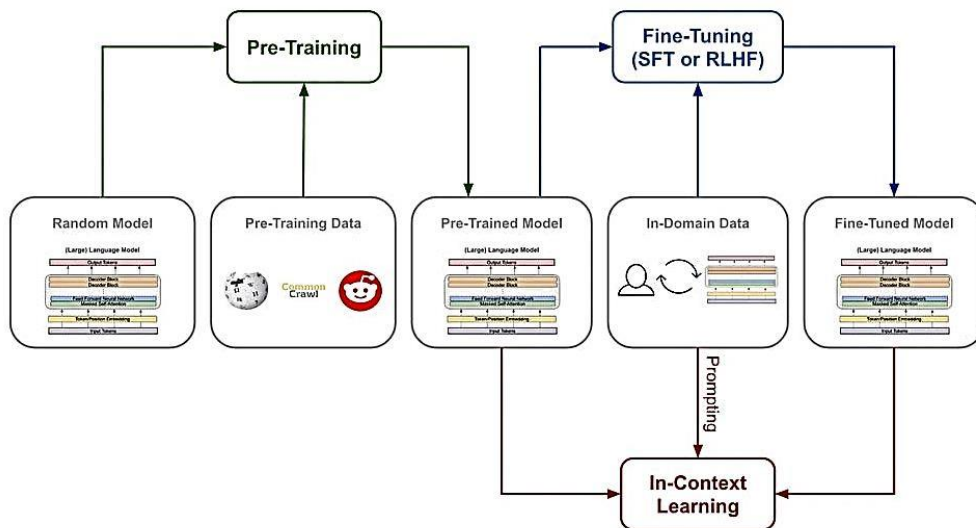 Pre-Training
Fine-Tuning
(SFT or RLHF)
Random Model
(Large) Language Model
Output Tokens
Decoder Block
Decoder Block
Feed Forward Neural Network
Masked Self-Attention
Token/Position Embedding
Input Tokens
Pre-Training Data
Common
Crawl
Pre-Trained Model
(Large) Language Model
Output Tokens
Decoder Block
Decoder Block
Feed Forward Neural Network
Masked Self-Attention
Token/Position Embedding
Input Tokens
In-Domain Data
Fine-Tuned Model
(Large) Language Model
Output Tokens
Decoder Block
Decoder Block
Feed Forward Neural Network
Masked Self-Attention
Token/Position Embedding
Input Tokens
Prompting
In-Context
Learning